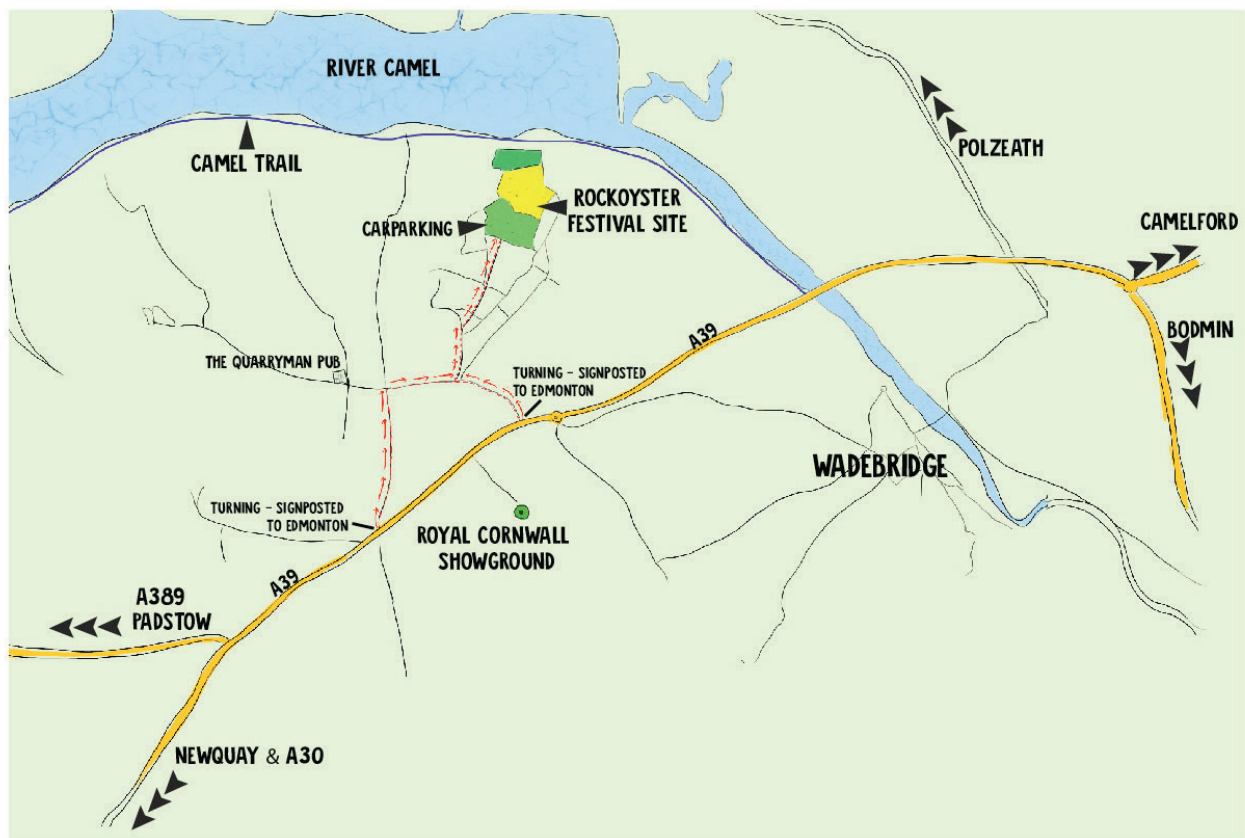 RIVER CAMEL
CAMEL TRAIL
POLZEATH
ROCKOYSTER
FESTIVAL SITE
CARPARKING
CAMELFORD
BODMIN
A39
THE QUARRYMAN PUB
TURNING - SIGNPOSTED
TO EDMONTON
WADEBRIDGE
TURNING - SIGNPOSTED
TO EDMONTON
ROYAL CORNWALL
SHOWGROUND
A39
A389
PADSTOW
NEWQUAY & A30